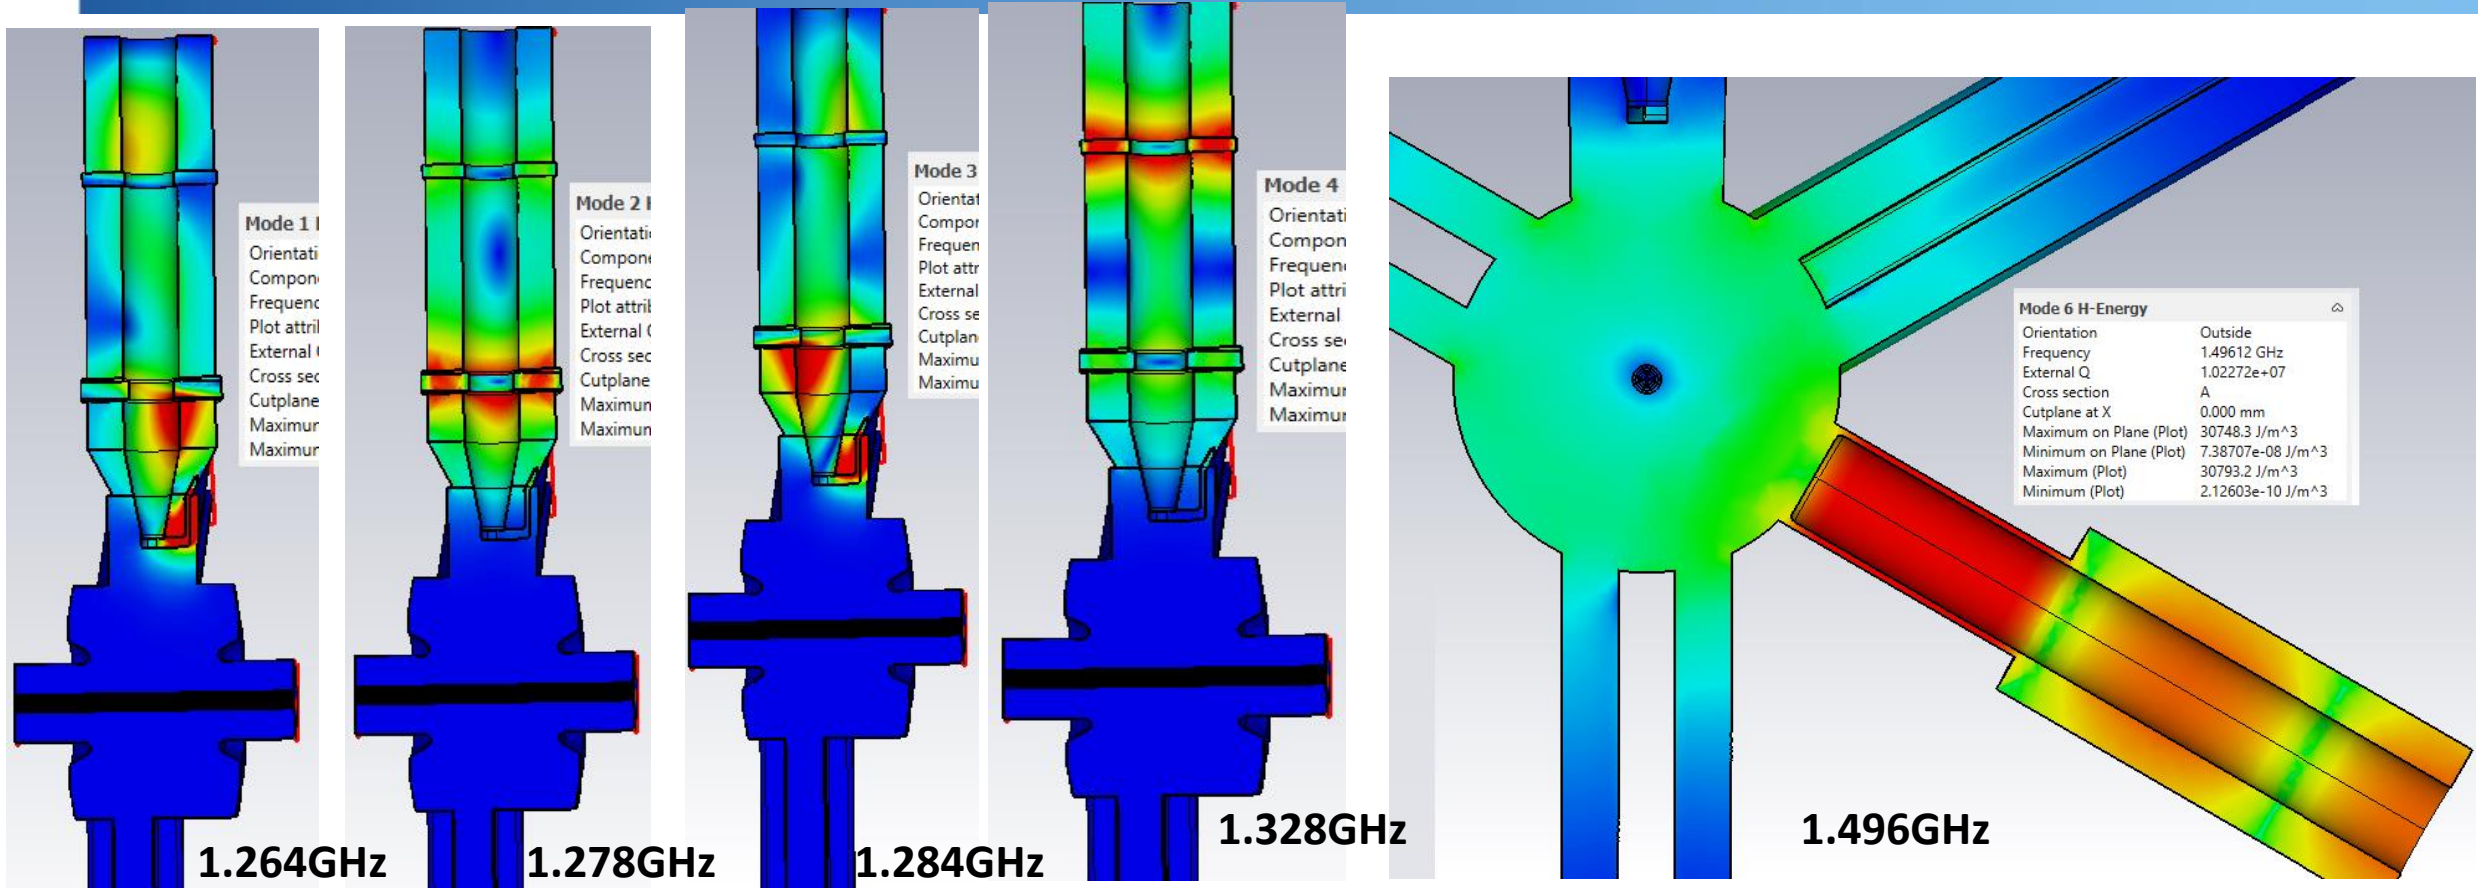 Mode 1
Orientati
Compon
Frequenc
Plot attril
External
Cross sec
Cutplane
Maximur
Maximur
1.264GHz
Mode 2
Orientati
Compone
Frequenc
Plot attrib
External
Cross sec
Cutplane
Maximum
Maximum
1.278GHz
Mode 3
Orientat
Compor
Frequen
Plot attr
External
Cross se
Cutplan
Maximu
Maximu
1.284GHz
Mode 4
Orientati
Compon
Frequen
Plot attri
External
Cross se
Cutplane
Maximur
Maximur
1.328GHz
Mode 6 H-Energy
Orientation Outside
Frequency 1.49612 GHz
External Q 1.02272e+07
Cross section A
Cutplane at X 0.000 mm
Maximum on Plane (Plot) 30748.3 J/m^3
Minimum on Plane (Plot) 7.38707e-08 J/m^3
Maximum (Plot) 30793.2 J/m^3
Minimum (Plot) 2.12603e-10 J/m^3
1.496GHz